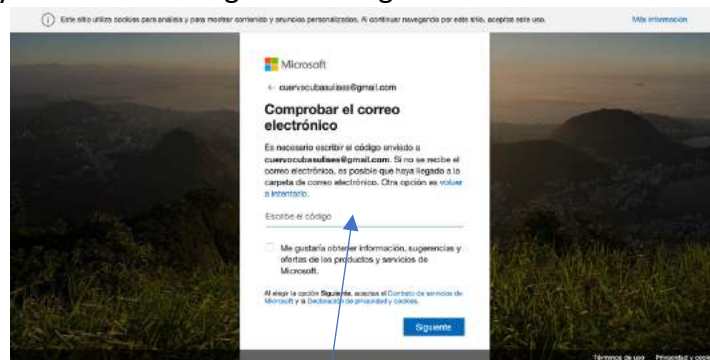 Este sitio utiliza cookies para análisis y para mostrar contenido y anuncios personalizados. Al continuar navegando por este sitio, aceptas este uso. Más información
Microsoft
← cuervocubasulises@gmail.com
Comprobar el correo
electrónico
Es necesario escribir el código enviado a
cuervocubasulises@gmail.com. Si no se recibe el
correo electrónico, es posible que haya llegado a la
carpeta de correo electrónico. Otra opción es volver
a intentarlo.
Escribe el código
Me gustaría obtener información, sugerencias y
ofertas de los productos y servicios de
Microsoft.
Al elegir la opción Siguiente, aceptas el Contrato de servicios de
Microsoft y la Declaración de privacidad y cookies.
Siguiente
Términos de uso Privacidad y